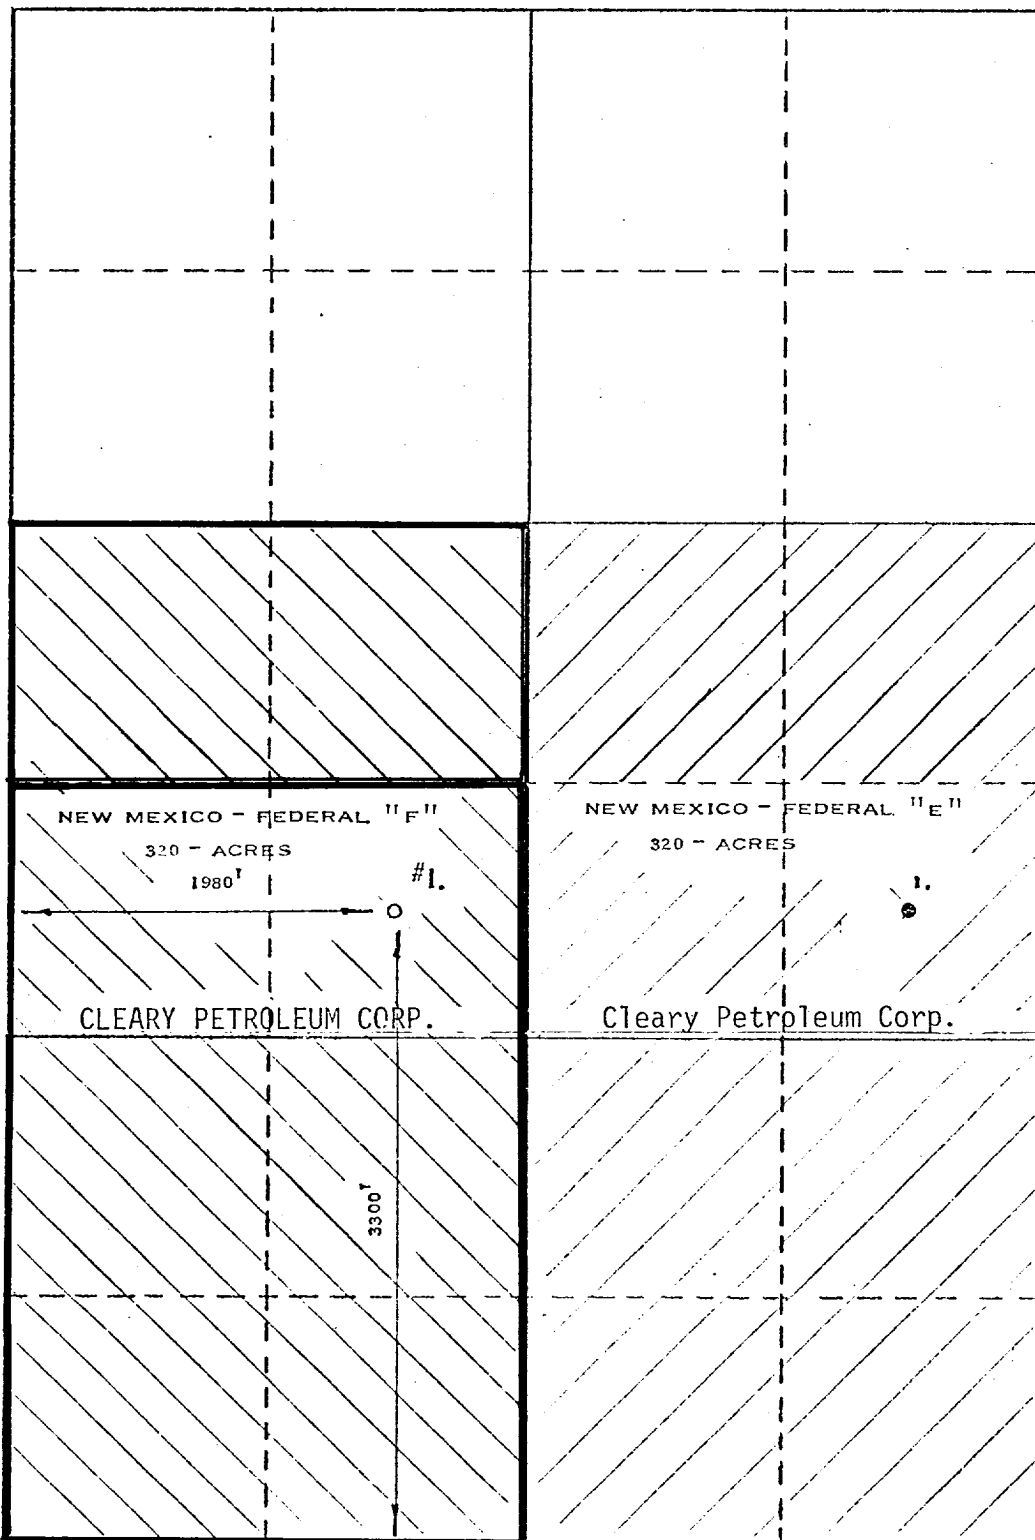 NEW MEXICO - FEDERAL "F"
320 - ACRES
1980'
#1.
CLEARY PETROLEUM CORP.
3300'
NEW MEXICO - FEDERAL "E"
320 - ACRES
1.
Cleary Petroleum Corp.